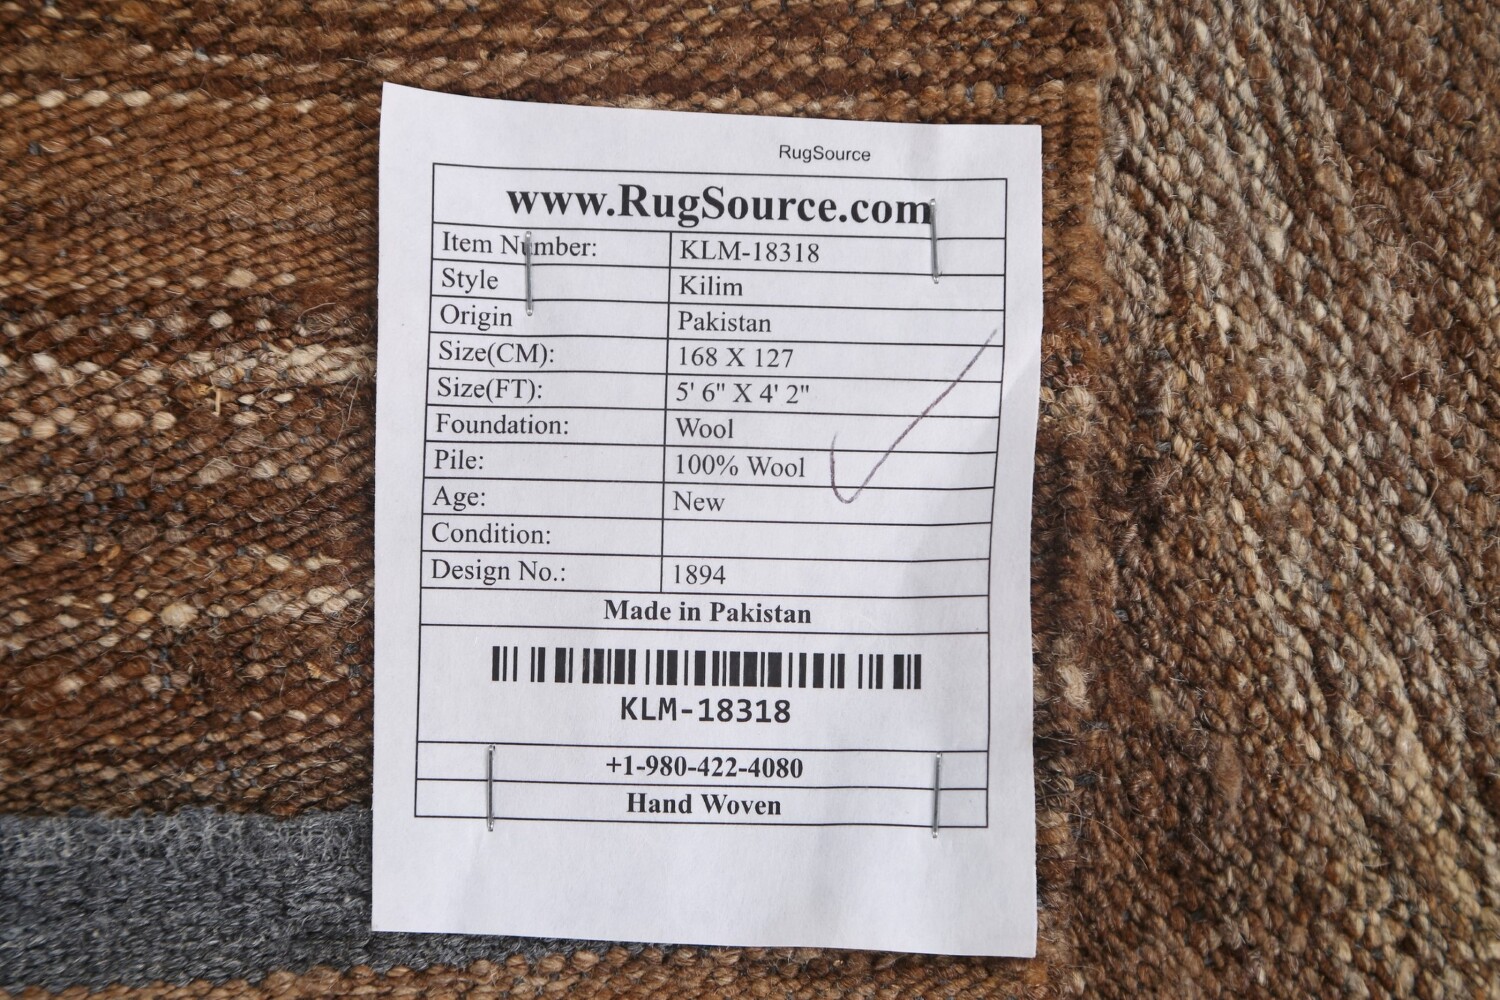 RugSource
www.RugSource.com
Item Number: KLM-18318
Style Kilim
Origin Pakistan
Size(CM): 168 X 127
Size(FT): 5' 6" X 4' 2"
Foundation: Wool
Pile: 100% Wool
Age: New
Condition:
Design No.: 1894
Made in Pakistan
KLM-18318
+1-980-422-4080
Hand Woven